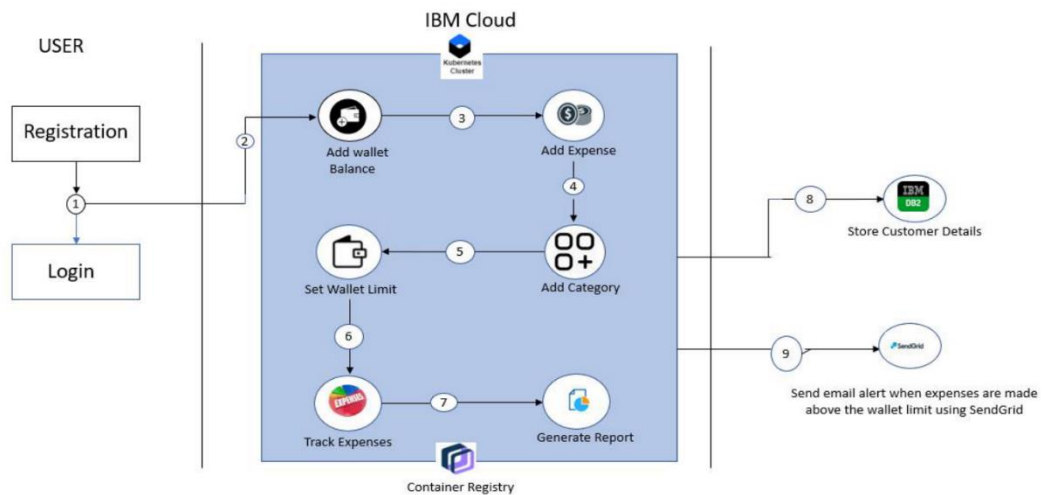 IBM Cloud
USER
Kubernetes
Cluster
Registration
1
Login
2
Add wallet
Balance
3
Add Expense
4
Add Category
5
Set Wallet Limit
6
EXPENSES
Track Expenses
7
Generate Report
Container Registry
8
IBM
DB2
Store Customer Details
9
SendGrid
Send email alert when expenses are made
above the wallet limit using SendGrid